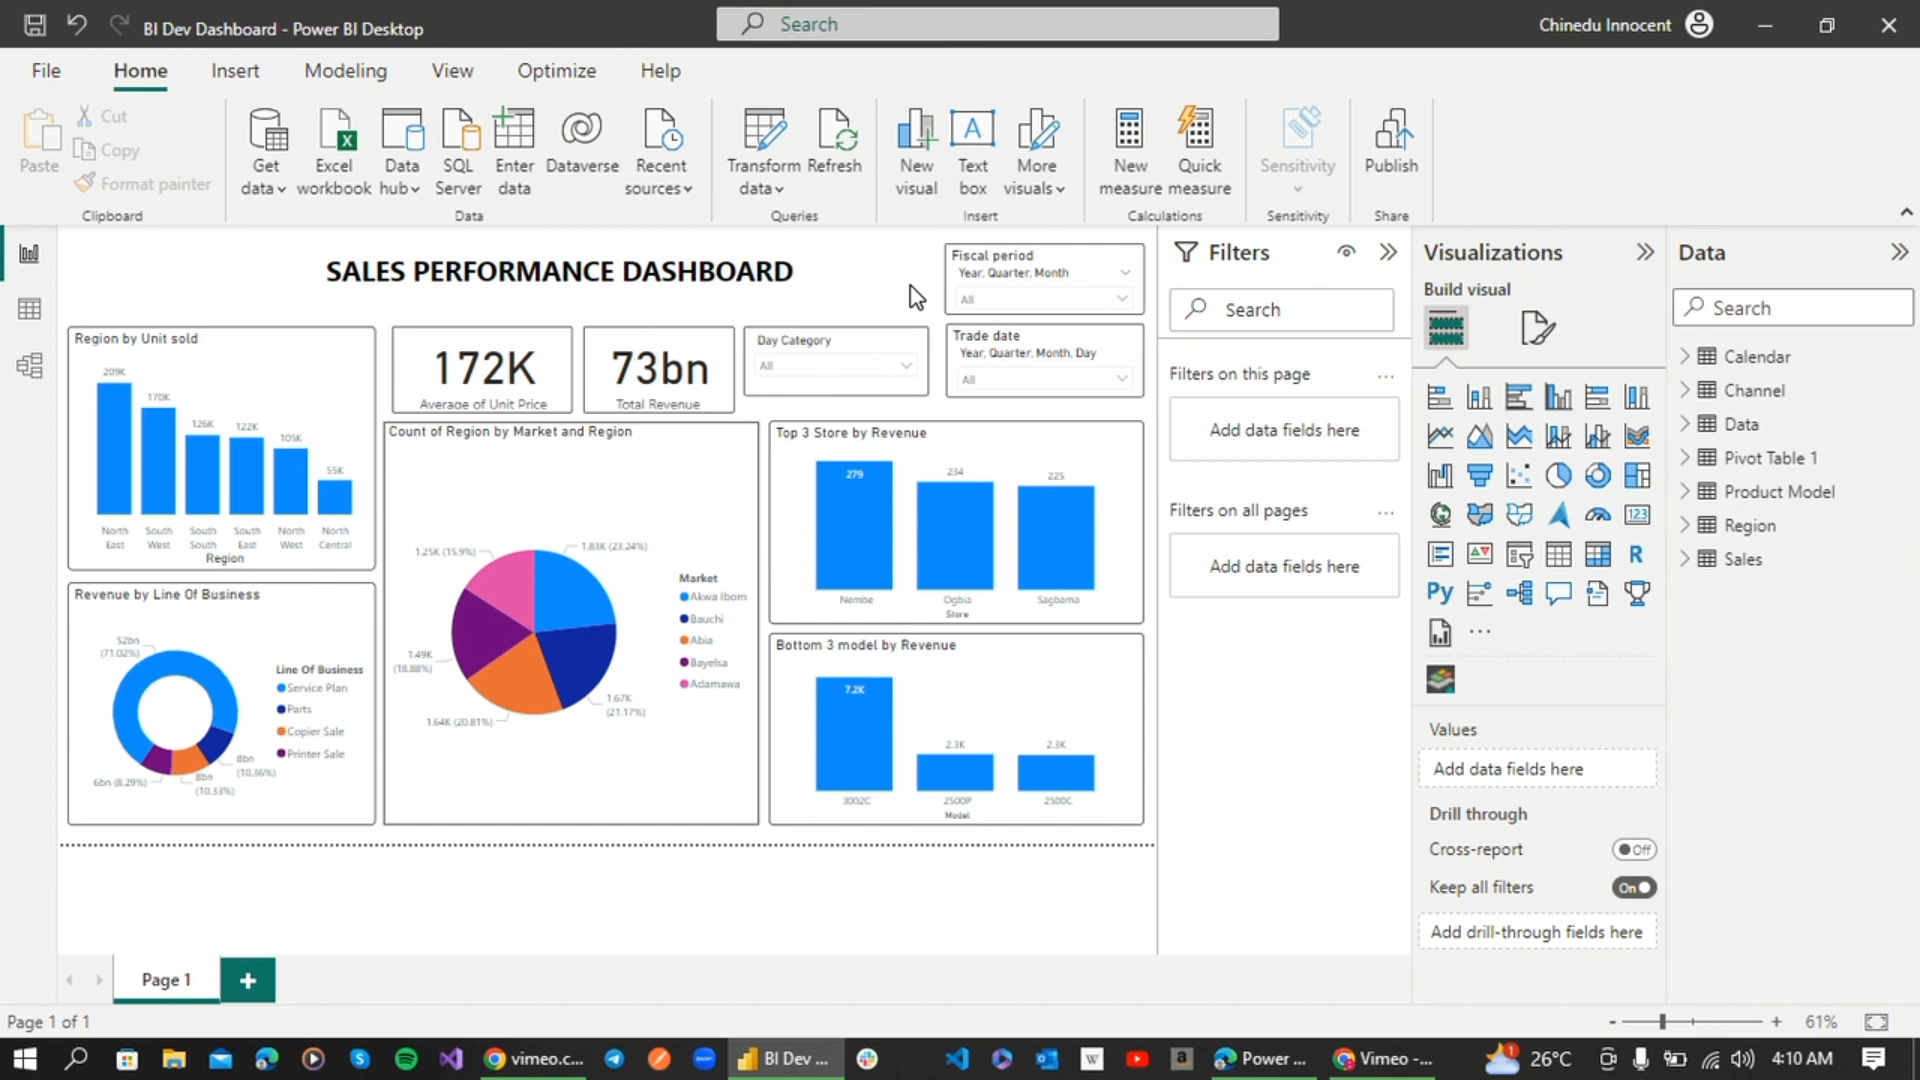 BI Dev Dashboard - Power BI Desktop
Search
Chinedu Innocent
File
Home
Insert
Modeling
View
Optimize
Help
Paste
Cut
Copy
Format painter
Clipboard
Get data
Excel workbook
Data hub
SQL Server
Enter data
Dataverse
Recent sources
Data
Transform data
Refresh
Queries
New visual
Text box
More visuals
Insert
New measure
Quick measure
Calculations
Sensitivity
Sensitivity
Publish
Share
SALES PERFORMANCE DASHBOARD
Fiscal period
Year, Quarter, Month
All
Region by Unit sold
209K
170K
126K
122K
105K
55K
North East
South West
South South
South East
North West
North Central
Region
172K
Average of Unit Price
73bn
Total Revenue
Day Category
All
Trade date
Year, Quarter, Month, Day
All
Count of Region by Market and Region
1.25K (15.9%)
1.83K (23.24%)
1.49K
(18.88%)
1.67K
(21.17%)
1.64K (20.81%)
Market
Akwa Ibom
Bauchi
Abia
Bayelsa
Adamawa
Top 3 Store by Revenue
279
234
225
Nembe
Ogbia
Sagbama
Store
Revenue by Line Of Business
52bn
(71.02%)
8bn
(10.36%)
8bn
(10.33%)
6bn (8.29%)
Line Of Business
Service Plan
Parts
Copier Sale
Printer Sale
Bottom 3 model by Revenue
7.2K
2.3K
2.3K
3002C
2500P
2500C
Model
Filters
Search
Filters on this page
...
Add data fields here
Filters on all pages
...
Add data fields here
Visualizations
Build visual
123
R
Py
...
Values
Add data fields here
Drill through
Cross-report
Off
Keep all filters
On
Add drill-through fields here
Data
Search
Calendar
Channel
Data
Pivot Table 1
Product Model
Region
Sales
Page 1
+
Page 1 of 1
- + 61%
vimeo.c...
BI Dev ...
W
a
Power ...
Vimeo -...
1
26°C
4:10 AM